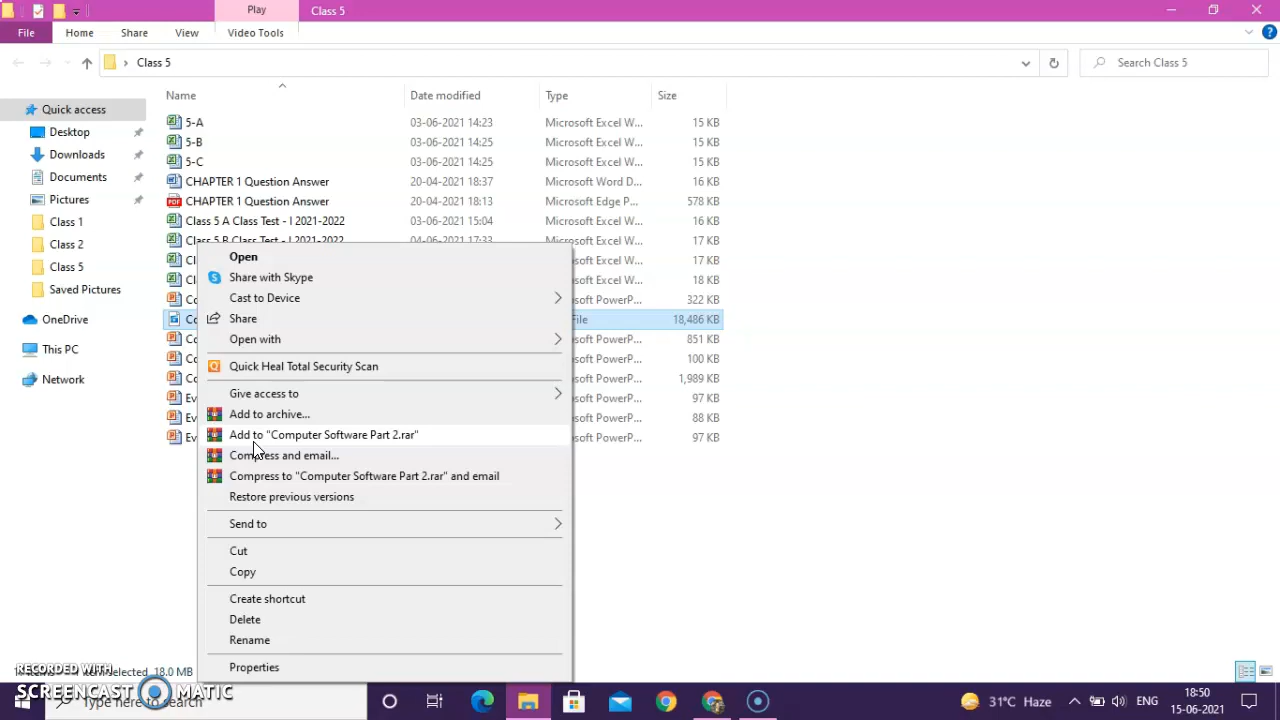 Play
Class 5
File
Home
Share
View
Video Tools
Class 5
Search Class 5
Name
Date modified
Type
Size
Quick access
Desktop
Downloads
Documents
Pictures
Class 1
Class 2
Class 5
Saved Pictures
OneDrive
This PC
Network
5-A 03-06-2021 14:23 Microsoft Excel W... 15 KB
5-B 03-06-2021 14:25 Microsoft Excel W... 15 KB
5-C 03-06-2021 14:25 Microsoft Excel W... 15 KB
CHAPTER 1 Question Answer 20-04-2021 18:37 Microsoft Word D... 16 KB
CHAPTER 1 Question Answer 20-04-2021 18:13 Microsoft Edge P... 578 KB
Class 5 A Class Test - I 2021-2022 03-06-2021 15:04 Microsoft Excel W... 16 KB
Class 5 B Class Test - I 2021-2022 04-06-2021 17:33 Microsoft Excel W... 17 KB
Cl soft Excel W... 17 KB
Cl soft Excel W... 18 KB
Co soft PowerP... 322 KB
Co File 18,486 KB
Co soft PowerP... 851 KB
Co soft PowerP... 100 KB
Co soft PowerP... 1,989 KB
Ev soft PowerP... 97 KB
Ev soft PowerP... 88 KB
Ev soft PowerP... 97 KB
Open
Share with Skype
Cast to Device
Share
Open with
Quick Heal Total Security Scan
Give access to
Add to archive...
Add to "Computer Software Part 2.rar"
Compress and email...
Compress to "Computer Software Part 2.rar" and email
Restore previous versions
Send to
Cut
Copy
Create shortcut
Delete
Rename
Properties
selected 18.0 MB
RECORDED WITH
SCREENCAST MATIC
Type here to search
31°C Haze
ENG
18:50
15-06-2021